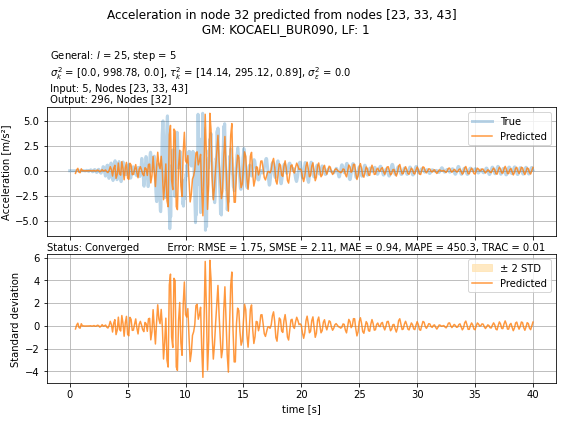 Acceleration in node 32 predicted from nodes [23, 33, 43]
GM: KOCAELI_BUR090, LF: 1
General: l = 25, step = 5
σ²ₖ = [0.0, 998.78, 0.0], τ²ₖ = [14.14, 295.12, 0.89], σ²ε = 0.0
Input: 5, Nodes [23, 33, 43]
Output: 296, Nodes [32]
Acceleration [m/s²]
5.0
2.5
0.0
−2.5
−5.0
True
Predicted
Status: Converged Error: RMSE = 1.75, SMSE = 2.11, MAE = 0.94, MAPE = 450.3, TRAC = 0.01
Standard deviation
6
4
2
0
−2
−4
± 2 STD
Predicted
0 5 10 15 20 25 30 35 40
time [s]